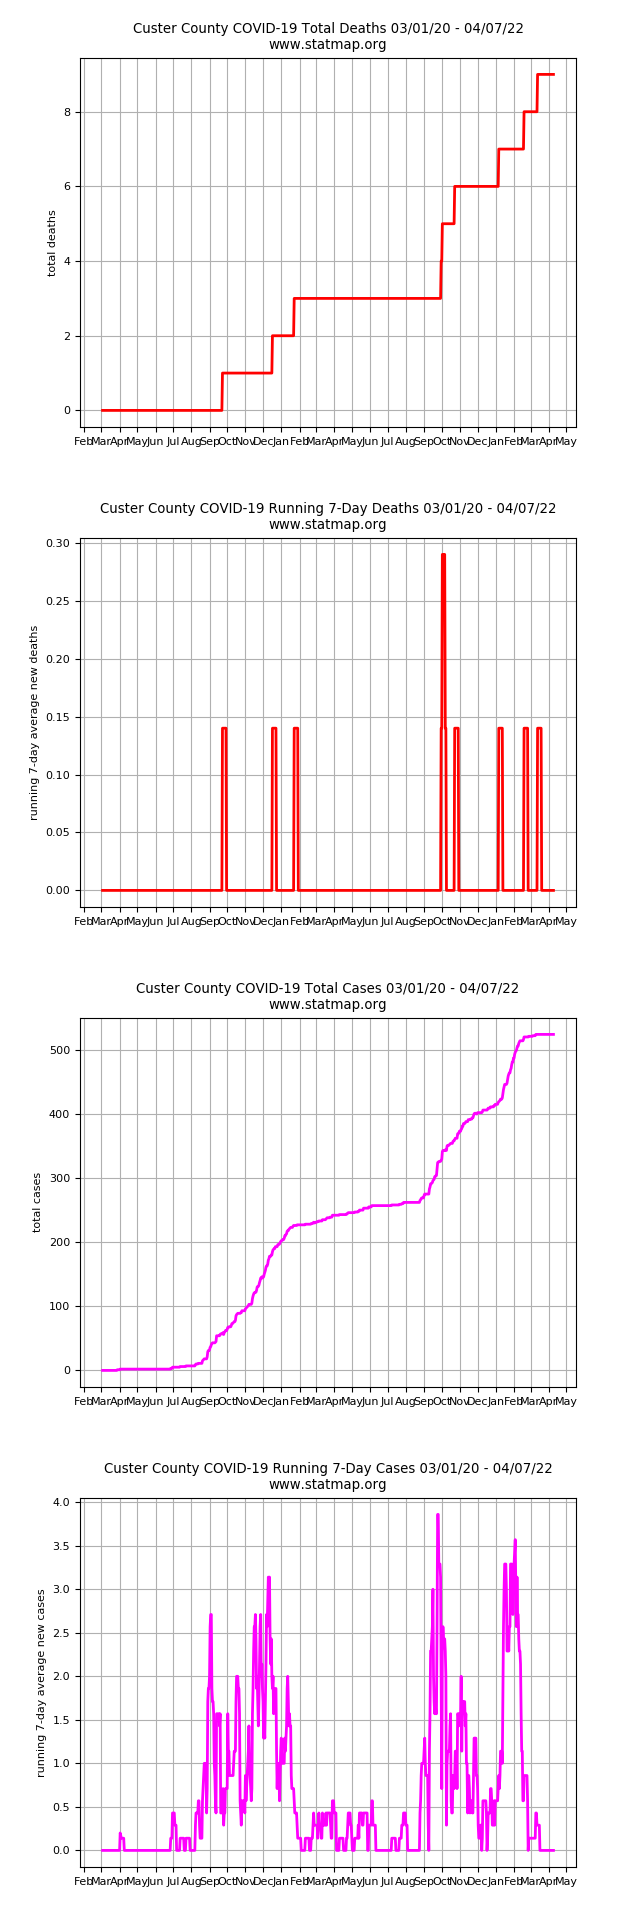 Custer County COVID-19 Total Deaths 03/01/20 - 04/07/22
www.statmap.org
total deaths
8
6
4
2
0
Feb Mar Apr May Jun Jul Aug Sep Oct Nov Dec Jan Feb Mar Apr May Jun Jul Aug Sep Oct Nov Dec Jan Feb Mar Apr May
Custer County COVID-19 Running 7-Day Deaths 03/01/20 - 04/07/22
www.statmap.org
running 7-day average new deaths
0.30
0.25
0.20
0.15
0.10
0.05
0.00
Feb Mar Apr May Jun Jul Aug Sep Oct Nov Dec Jan Feb Mar Apr May Jun Jul Aug Sep Oct Nov Dec Jan Feb Mar Apr May
Custer County COVID-19 Total Cases 03/01/20 - 04/07/22
www.statmap.org
total cases
500
400
300
200
100
0
Feb Mar Apr May Jun Jul Aug Sep Oct Nov Dec Jan Feb Mar Apr May Jun Jul Aug Sep Oct Nov Dec Jan Feb Mar Apr May
Custer County COVID-19 Running 7-Day Cases 03/01/20 - 04/07/22
www.statmap.org
running 7-day average new cases
4.0
3.5
3.0
2.5
2.0
1.5
1.0
0.5
0.0
Feb Mar Apr May Jun Jul Aug Sep Oct Nov Dec Jan Feb Mar Apr May Jun Jul Aug Sep Oct Nov Dec Jan Feb Mar Apr May